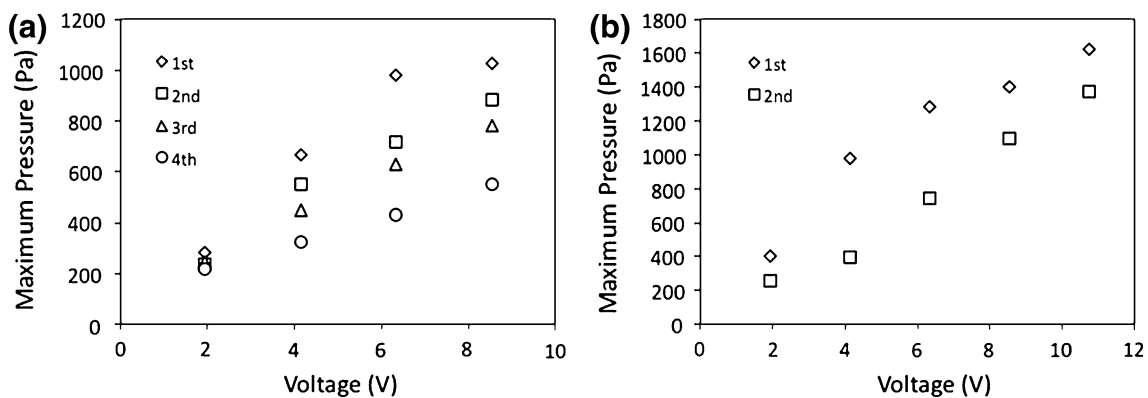 (a)
Maximum Pressure (Pa)
1200
1000
800
600
400
200
0
1st
2nd
3rd
4th
0 2 4 6 8 10
Voltage (V)
(b)
Maximum Pressure (Pa)
1800
1600
1400
1200
1000
800
600
400
200
0
1st
2nd
0 2 4 6 8 10 12
Voltage (V)